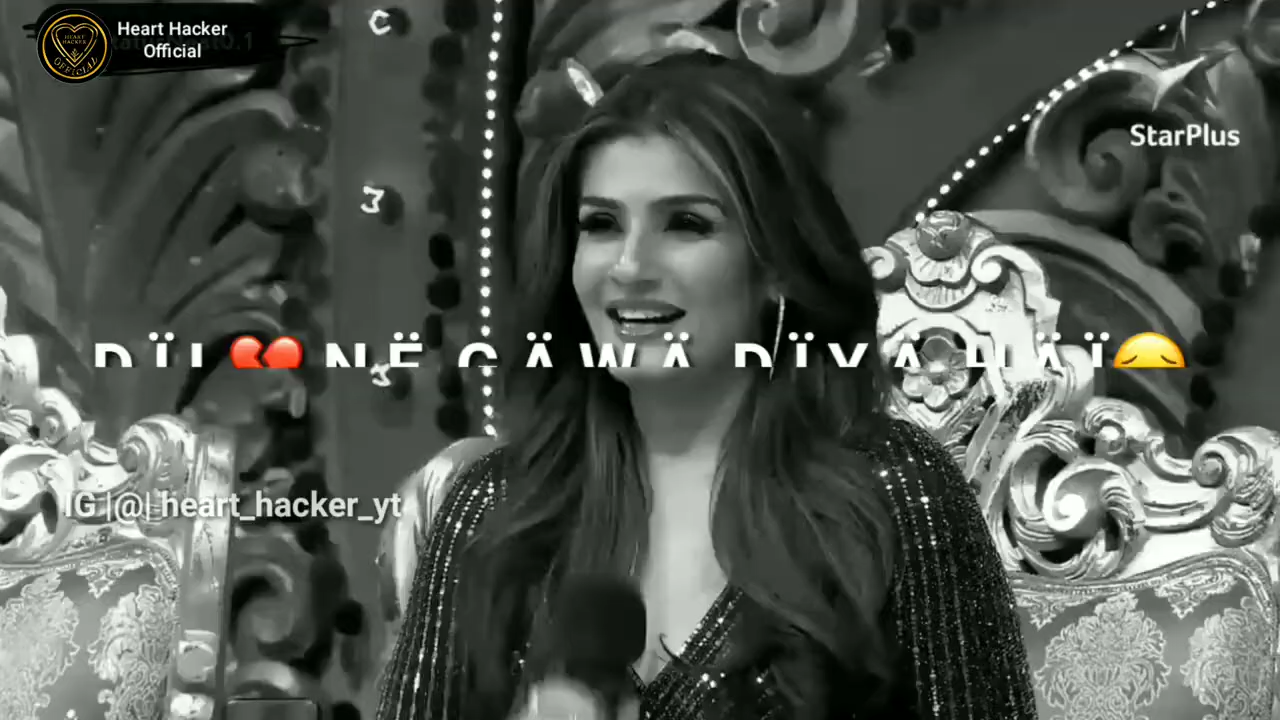 Heart Hacker
Official
StarPlus
DÏL💔 NË GÄWÄ DÏYÄ HÄÏ😔
IG |@| heart_hacker_yt